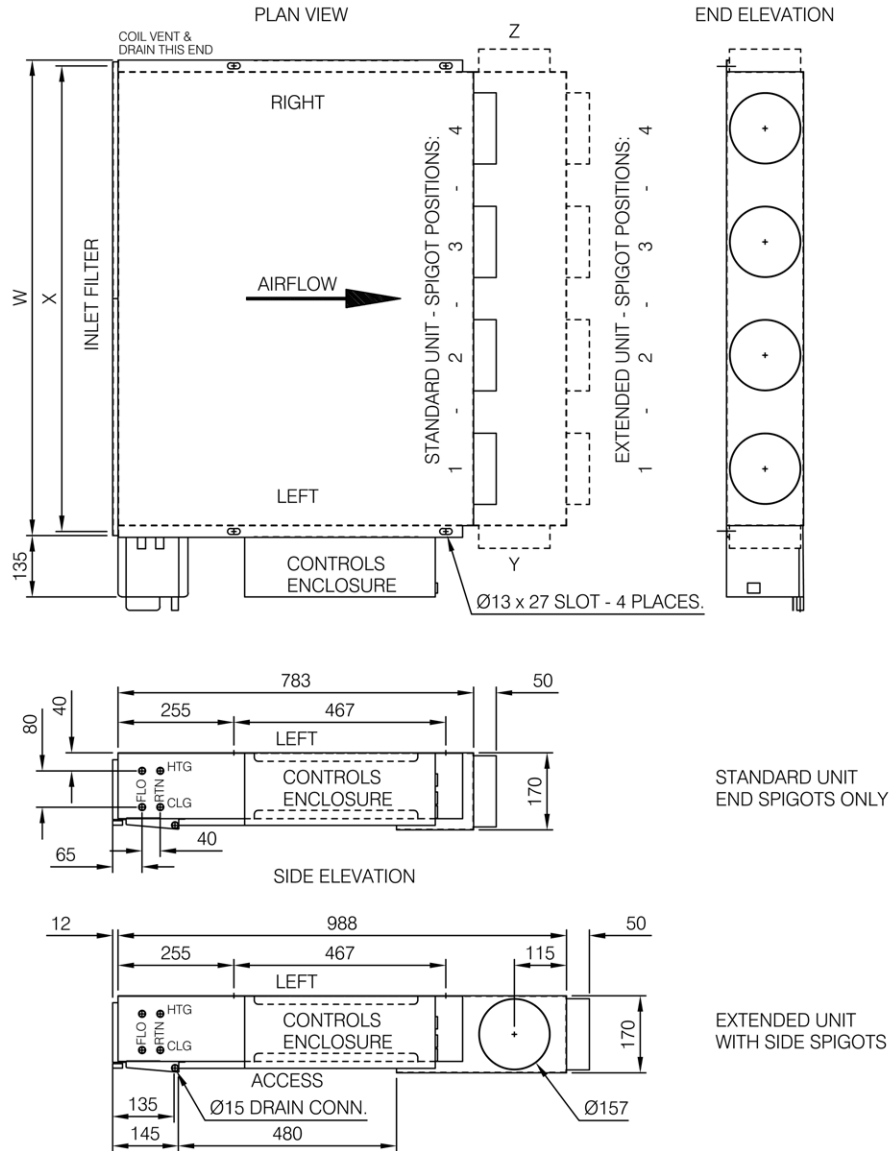 PLAN VIEW
END ELEVATION
COIL VENT &
DRAIN THIS END
Z
RIGHT
W
X
INLET FILTER
AIRFLOW
STANDARD UNIT - SPIGOT POSITIONS:
1 - 2 - 3 - 4
EXTENDED UNIT - SPIGOT POSITIONS:
1 - 2 - 3 - 4
LEFT
135
CONTROLS
ENCLOSURE
Y
Ø13 x 27 SLOT - 4 PLACES.
783
50
255
467
40
80
LEFT
HTG
FLO
RTN
CLG
CONTROLS
ENCLOSURE
170
STANDARD UNIT
END SPIGOTS ONLY
65
40
SIDE ELEVATION
12
988
50
255
467
115
LEFT
HTG
FLO
RTN
CLG
CONTROLS
ENCLOSURE
170
EXTENDED UNIT
WITH SIDE SPIGOTS
ACCESS
135
Ø15 DRAIN CONN.
Ø157
145
480